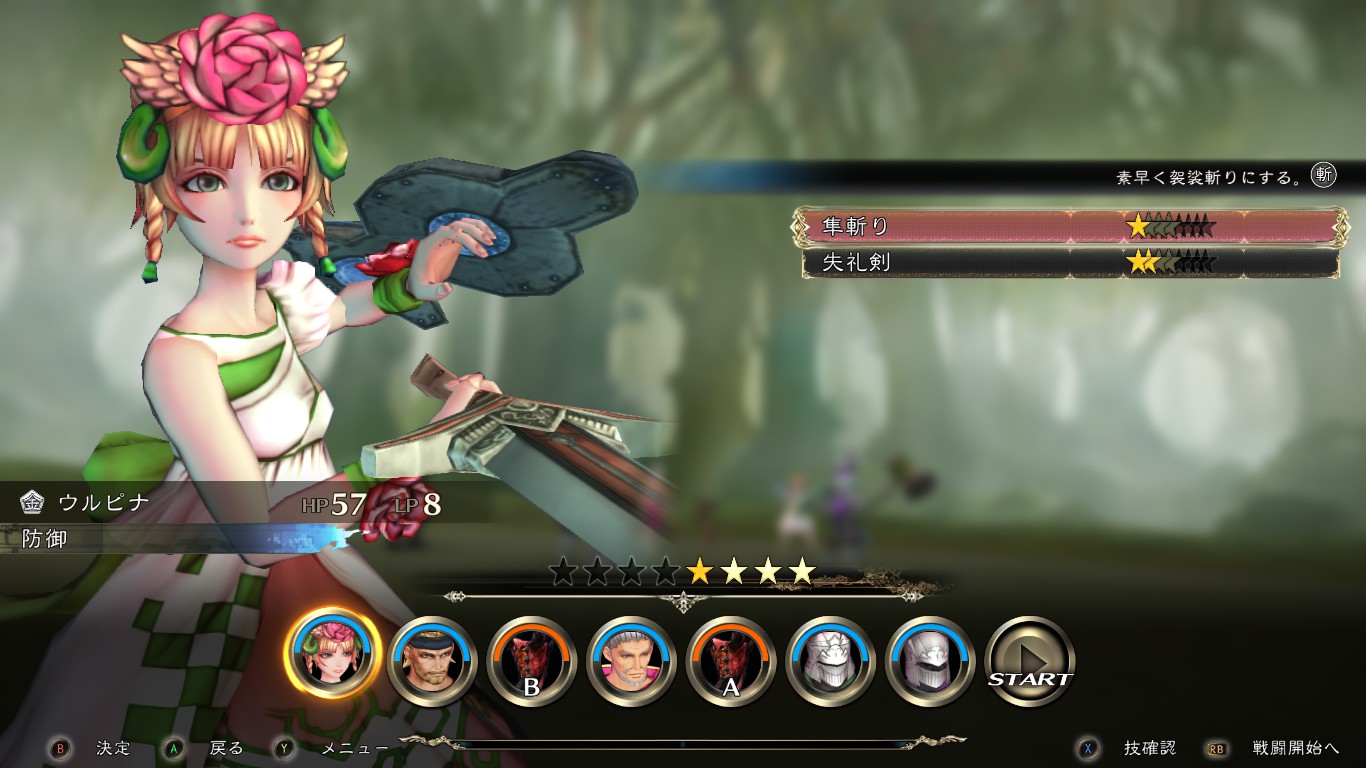 素早く袈裟斬りにする。 斬
隼斬り
失礼剣
金 ウルピナ HP 57 LP 8
防御
B
A
START
B 決定 A 戻る Y メニュー X 技確認 RB 戦闘開始へ